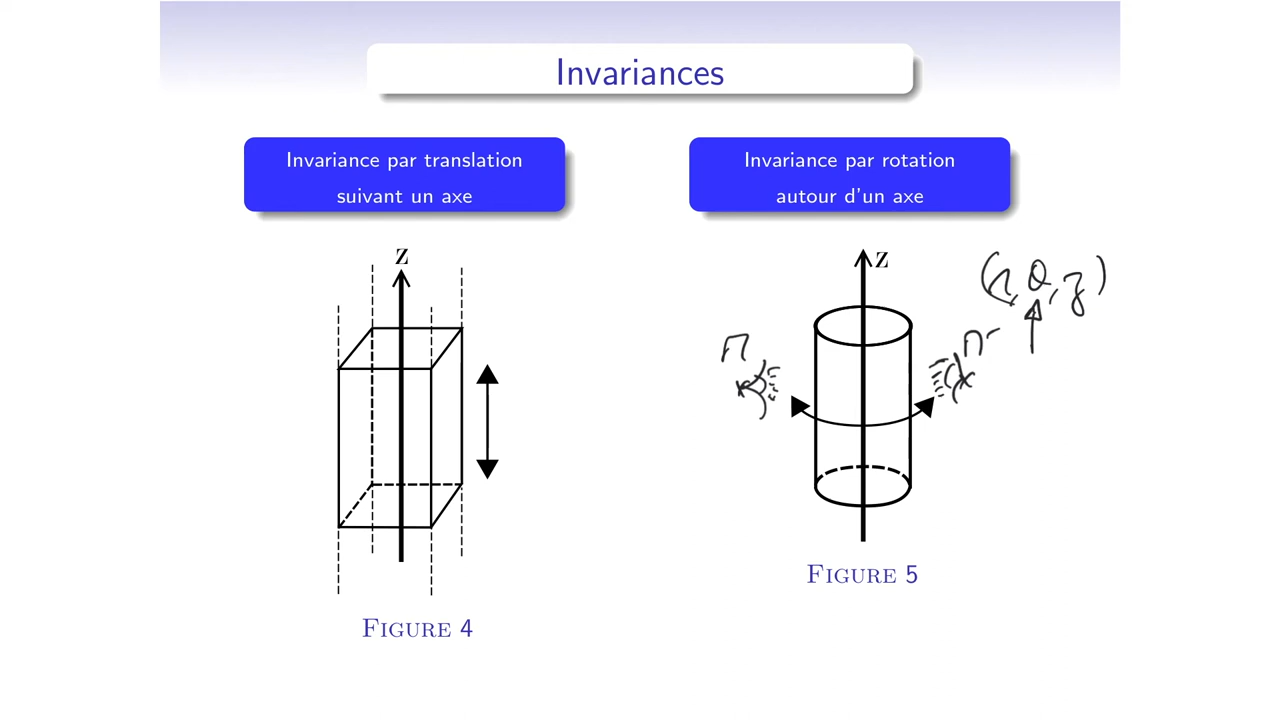 Invariances
Invariance par translation
suivant un axe
Invariance par rotation
autour d'un axe
z
z
(r, θ, z)
FIGURE 4
FIGURE 5